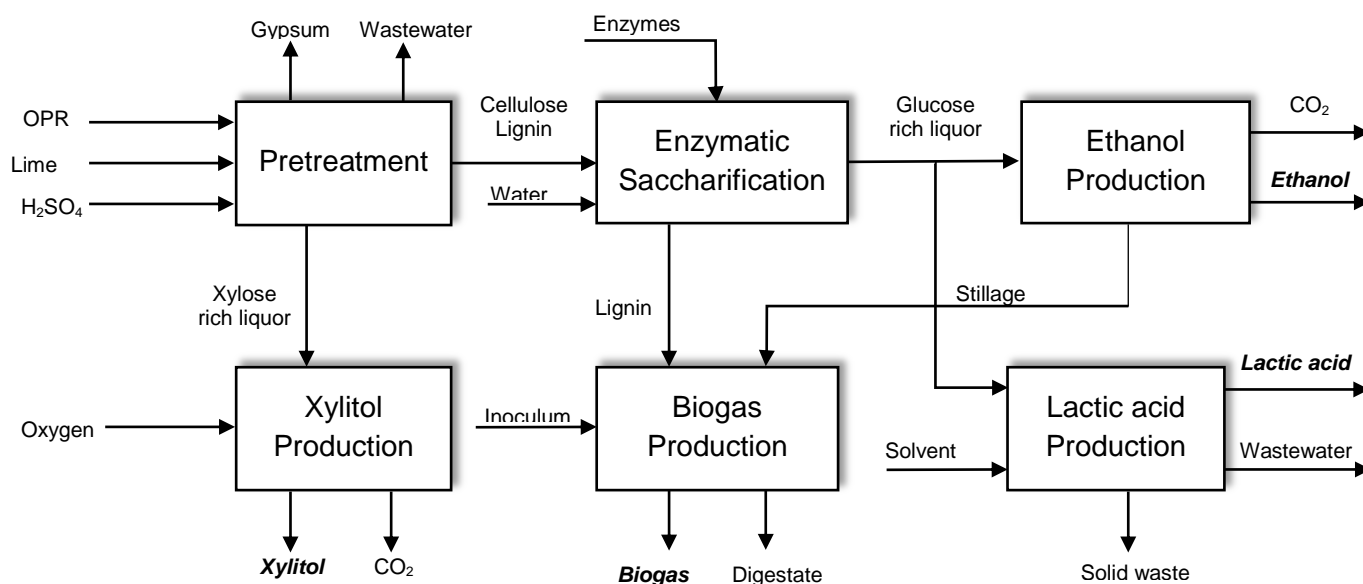 Gypsum
Wastewater
Enzymes
OPR
Lime
H₂SO₄
Pretreatment
Cellulose
Lignin
Water
Enzymatic
Saccharification
Glucose
rich liquor
Ethanol
Production
CO₂
Ethanol
Xylose
rich liquor
Lignin
Stillage
Oxygen
Xylitol
Production
Inoculum
Biogas
Production
Solvent
Lactic acid
Production
Lactic acid
Wastewater
Xylitol
CO₂
Biogas
Digestate
Solid waste